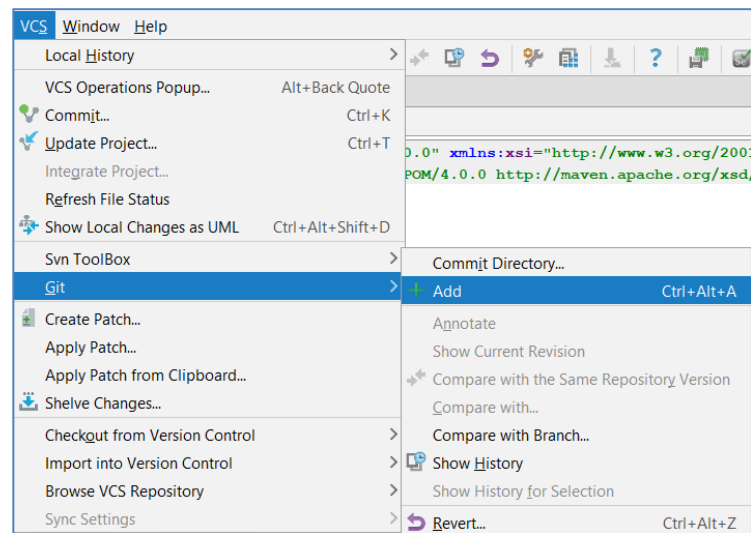 VCS Window Help
Local History
VCS Operations Popup... Alt+Back Quote
Commit... Ctrl+K
Update Project... Ctrl+T
Integrate Project...
Refresh File Status
Show Local Changes as UML Ctrl+Alt+Shift+D
Svn ToolBox
Git
Create Patch...
Apply Patch...
Apply Patch from Clipboard...
Shelve Changes...
Checkout from Version Control
Import into Version Control
Browse VCS Repository
Sync Settings
0.0" xmlns:xsi="http://www.w3.org/2001
POM/4.0.0 http://maven.apache.org/xsd/
Commit Directory...
Add Ctrl+Alt+A
Annotate
Show Current Revision
Compare with the Same Repository Version
Compare with...
Compare with Branch...
Show History
Show History for Selection
Revert... Ctrl+Alt+Z